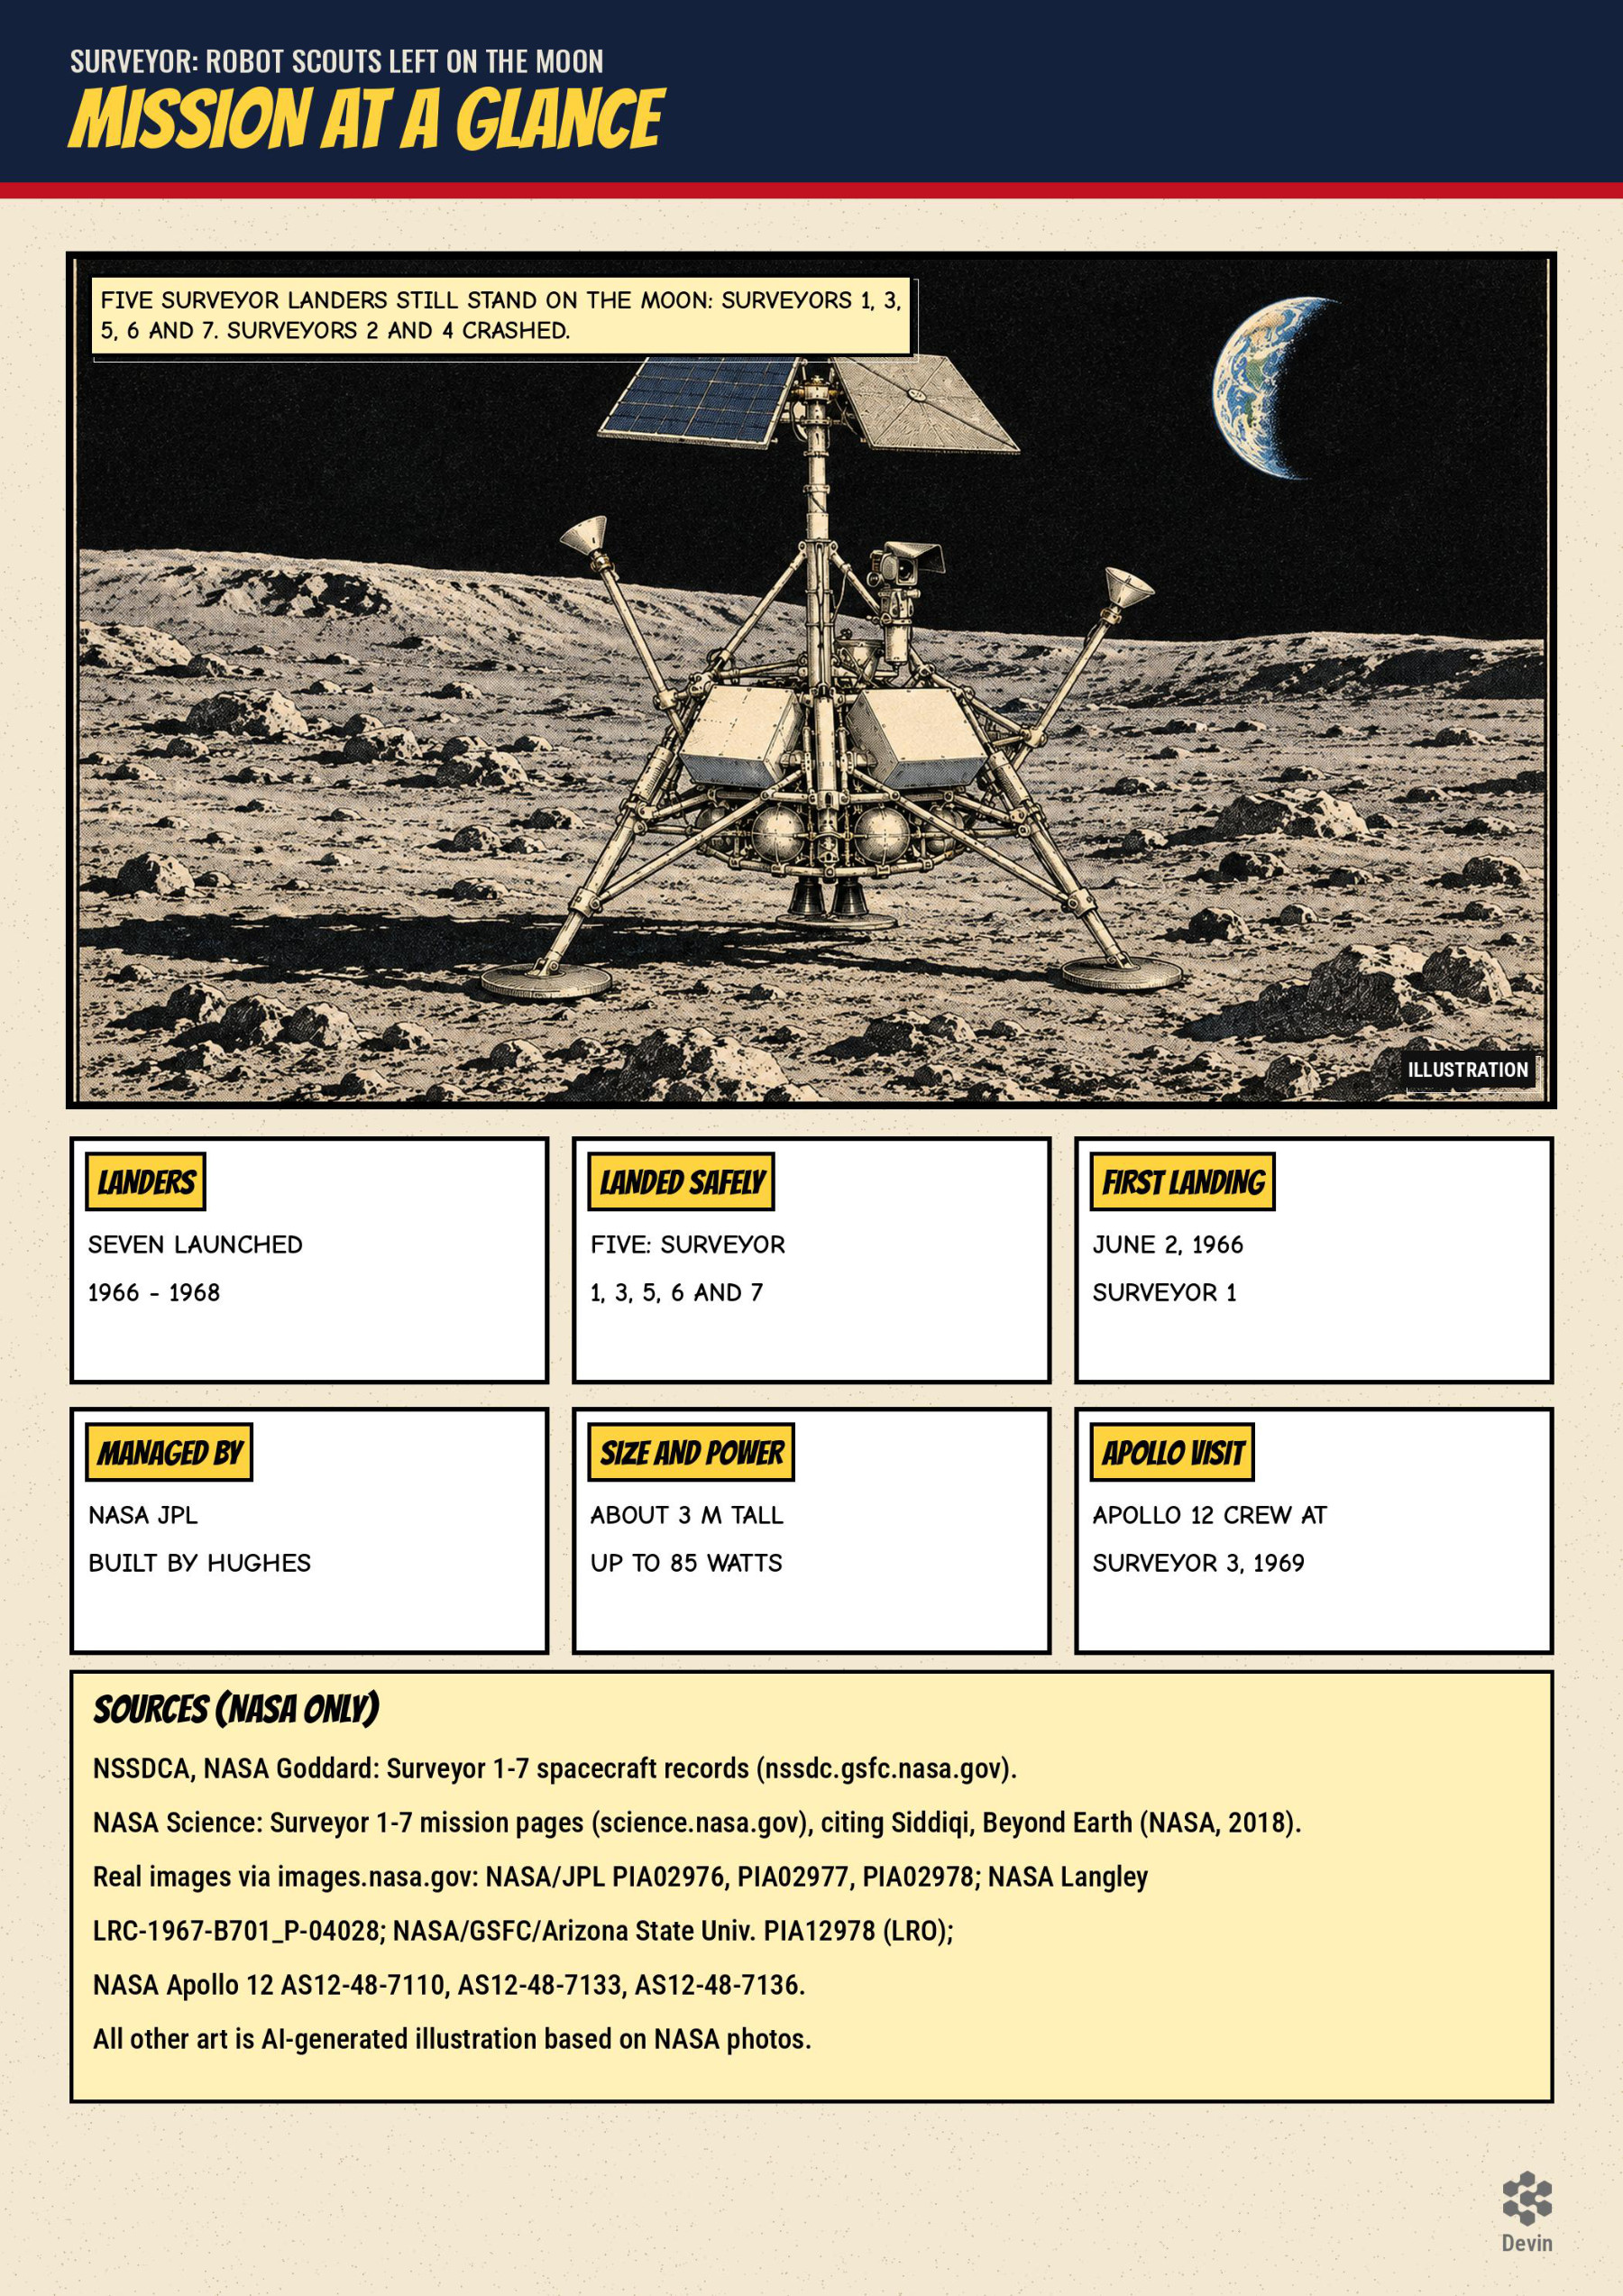 SURVEYOR: ROBOT SCOUTS LEFT ON THE MOON
MISSION AT A GLANCE
FIVE SURVEYOR LANDERS STILL STAND ON THE MOON: SURVEYORS 1, 3,
5, 6 AND 7. SURVEYORS 2 AND 4 CRASHED.
ILLUSTRATION
LANDERS
SEVEN LAUNCHED
1966 - 1968
LANDED SAFELY
FIVE: SURVEYOR
1, 3, 5, 6 AND 7
FIRST LANDING
JUNE 2, 1966
SURVEYOR 1
MANAGED BY
NASA JPL
BUILT BY HUGHES
SIZE AND POWER
ABOUT 3 M TALL
UP TO 85 WATTS
APOLLO VISIT
APOLLO 12 CREW AT
SURVEYOR 3, 1969
SOURCES (NASA ONLY)
NSSDCA, NASA Goddard: Surveyor 1-7 spacecraft records (nssdc.gsfc.nasa.gov).
NASA Science: Surveyor 1-7 mission pages (science.nasa.gov), citing Siddiqi, Beyond Earth (NASA, 2018).
Real images via images.nasa.gov: NASA/JPL PIA02976, PIA02977, PIA02978; NASA Langley
LRC-1967-B701_P-04028; NASA/GSFC/Arizona State Univ. PIA12978 (LRO);
NASA Apollo 12 AS12-48-7110, AS12-48-7133, AS12-48-7136.
All other art is AI-generated illustration based on NASA photos.
Devin